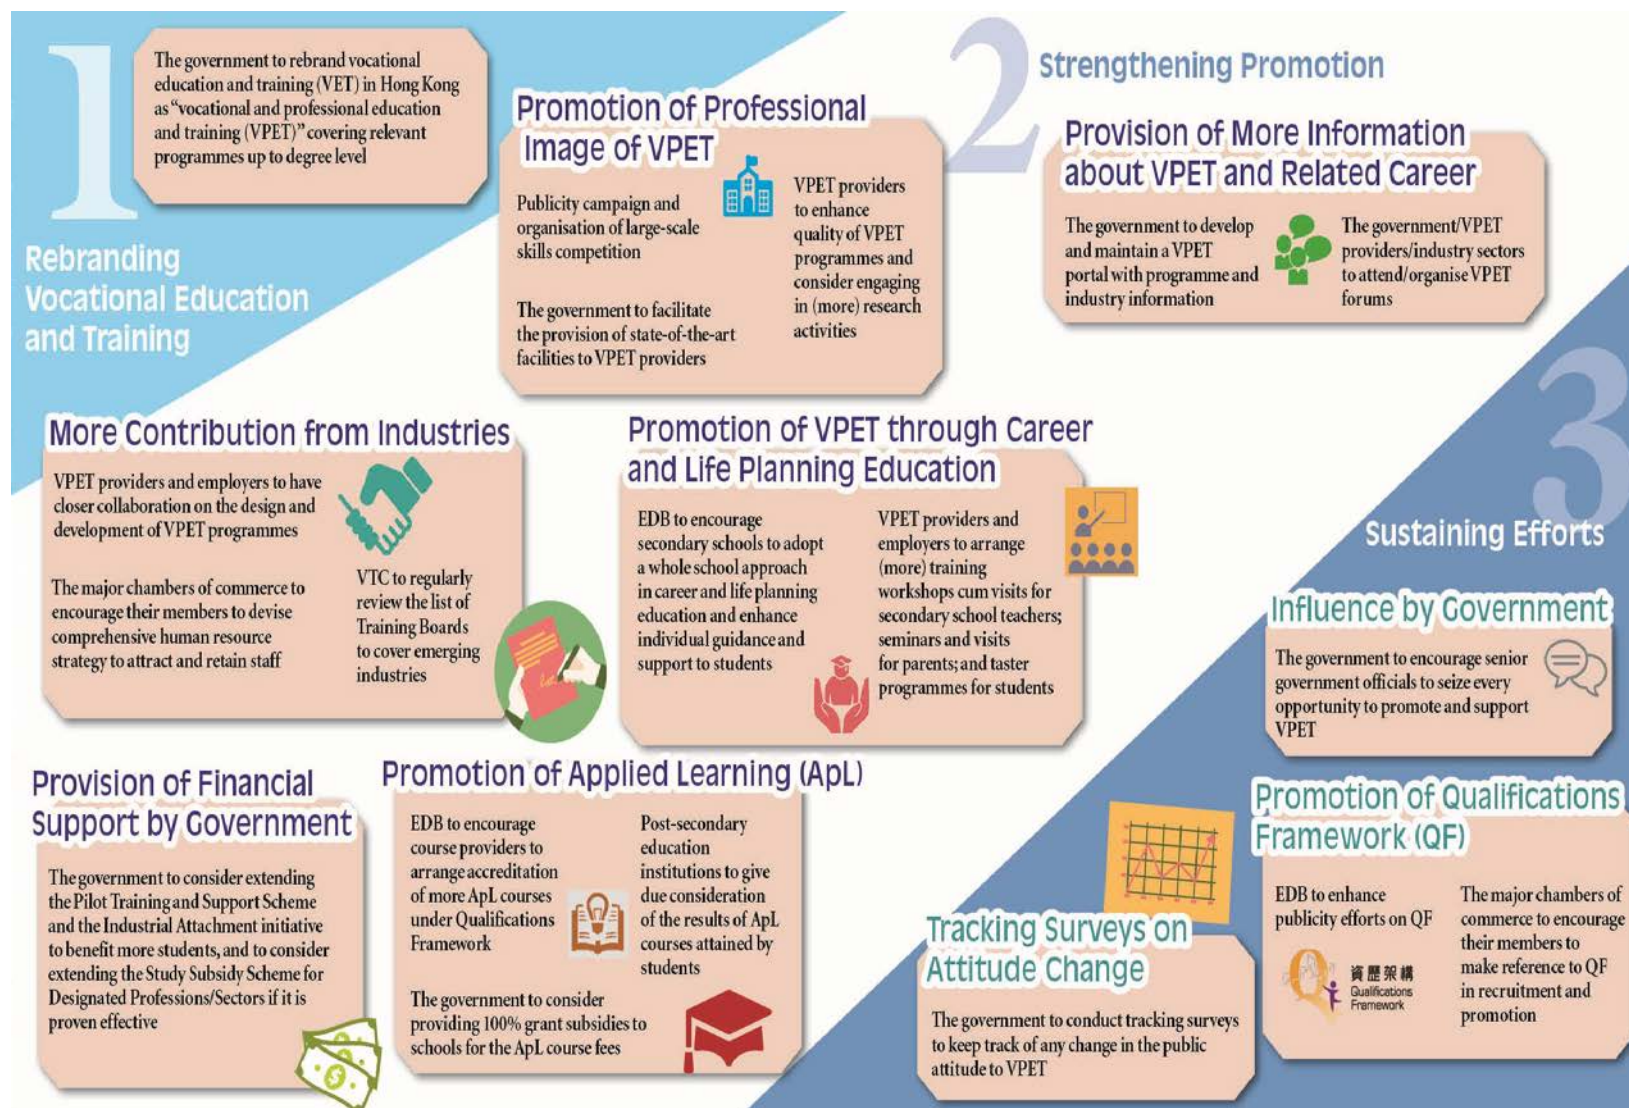 1
The government to rebrand vocational
education and training (VET) in Hong Kong
as “vocational and professional education
and training (VPET)” covering relevant
programmes up to degree level
Rebranding
Vocational Education
and Training
2
Strengthening Promotion
Promotion of Professional
Image of VPET
Publicity campaign and
organisation of large-scale
skills competition
The government to facilitate
the provision of state-of-the-art
facilities to VPET providers
VPET providers
to enhance
quality of VPET
programmes and
consider engaging
in (more) research
activities
Provision of More Information
about VPET and Related Career
The government to develop
and maintain a VPET
portal with programme and
industry information
The government/VPET
providers/industry sectors
to attend/organise VPET
forums
More Contribution from Industries
VPET providers and employers to have
closer collaboration on the design and
development of VPET programmes
The major chambers of commerce to
encourage their members to devise
comprehensive human resource
strategy to attract and retain staff
VTC to regularly
review the list of
Training Boards
to cover emerging
industries
Promotion of VPET through Career
and Life Planning Education
EDB to encourage
secondary schools to adopt
a whole school approach
in career and life planning
education and enhance
individual guidance and
support to students
VPET providers and
employers to arrange
(more) training
workshops cum visits for
secondary school teachers;
seminars and visits
for parents; and taster
programmes for students
Provision of Financial
Support by Government
The government to consider extending
the Pilot Training and Support Scheme
and the Industrial Attachment initiative
to benefit more students, and to consider
extending the Study Subsidy Scheme for
Designated Professions/Sectors if it is
proven effective
Promotion of Applied Learning (ApL)
EDB to encourage
course providers to
arrange accreditation
of more ApL courses
under Qualifications
Framework
Post-secondary
education
institutions to give
due consideration
of the results of ApL
courses attained by
students
The government to consider
providing 100% grant subsidies to
schools for the ApL course fees
3
Sustaining Efforts
Influence by Government
The government to encourage senior
government officials to seize every
opportunity to promote and support
VPET
Promotion of Qualifications
Framework (QF)
EDB to enhance
publicity efforts on QF
資歷架構
Qualifications
Framework
The major chambers of
commerce to encourage
their members to
make reference to QF
in recruitment and
promotion
Tracking Surveys on
Attitude Change
The government to conduct tracking surveys
to keep track of any change in the public
attitude to VPET